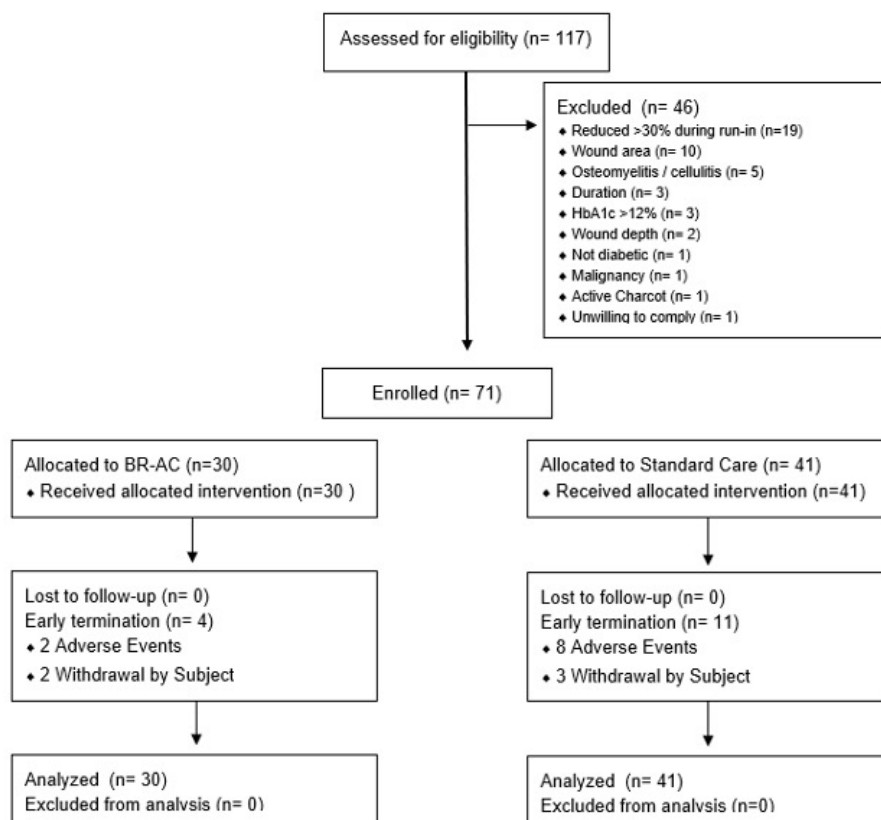 Assessed for eligibility (n= 117)
Excluded (n= 46)
◆ Reduced >30% during run-in (n=19)
◆ Wound area (n= 10)
◆ Osteomyelitis / cellulitis (n= 5)
◆ Duration (n= 3)
◆ HbA1c >12% (n= 3)
◆ Wound depth (n= 2)
◆ Not diabetic (n= 1)
◆ Malignancy (n= 1)
◆ Active Charcot (n= 1)
◆ Unwilling to comply (n= 1)
Enrolled (n= 71)
Allocated to BR-AC (n=30)
◆ Received allocated intervention (n=30 )
Allocated to Standard Care (n= 41)
◆ Received allocated intervention (n=41)
Lost to follow-up (n= 0)
Early termination (n= 4)
◆ 2 Adverse Events
◆ 2 Withdrawal by Subject
Lost to follow-up (n= 0)
Early termination (n= 11)
◆ 8 Adverse Events
◆ 3 Withdrawal by Subject
Analyzed (n= 30)
Excluded from analysis (n= 0)
Analyzed (n= 41)
Excluded from analysis (n=0)